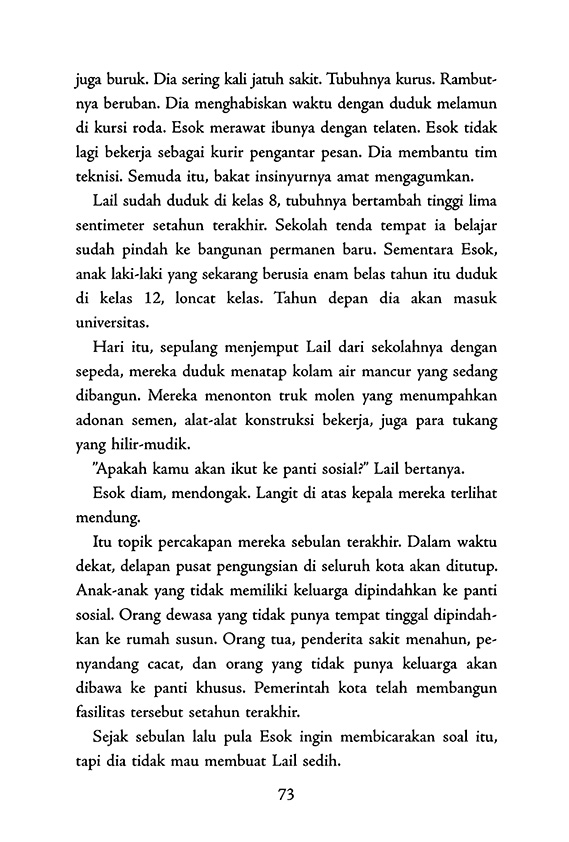 juga buruk. Dia sering kali jatuh sakit. Tubuhnya kurus. Rambut-
nya beruban. Dia menghabiskan waktu dengan duduk melamun
di kursi roda. Esok merawat ibunya dengan telaten. Esok tidak
lagi bekerja sebagai kurir pengantar pesan. Dia membantu tim
teknisi. Semuda itu, bakat insinyurnya amat mengagumkan.
Lail sudah duduk di kelas 8, tubuhnya bertambah tinggi lima
sentimeter setahun terakhir. Sekolah tenda tempat ia belajar
sudah pindah ke bangunan permanen baru. Sementara Esok,
anak laki-laki yang sekarang berusia enam belas tahun itu duduk
di kelas 12, loncat kelas. Tahun depan dia akan masuk
universitas.
Hari itu, sepulang menjemput Lail dari sekolahnya dengan
sepeda, mereka duduk menatap kolam air mancur yang sedang
dibangun. Mereka menonton truk molen yang menumpahkan
adonan semen, alat-alat konstruksi bekerja, juga para tukang
yang hilir-mudik.
”Apakah kamu akan ikut ke panti sosial?” Lail bertanya.
Esok diam, mendongak. Langit di atas kepala mereka terlihat
mendung.
Itu topik percakapan mereka sebulan terakhir. Dalam waktu
dekat, delapan pusat pengungsian di seluruh kota akan ditutup.
Anak-anak yang tidak memiliki keluarga dipindahkan ke panti
sosial. Orang dewasa yang tidak punya tempat tinggal dipindah-
kan ke rumah susun. Orang tua, penderita sakit menahun, pe-
nyandang cacat, dan orang yang tidak punya keluarga akan
dibawa ke panti khusus. Pemerintah kota telah membangun
fasilitas tersebut setahun terakhir.
Sejak sebulan lalu pula Esok ingin membicarakan soal itu,
tapi dia tidak mau membuat Lail sedih.
73